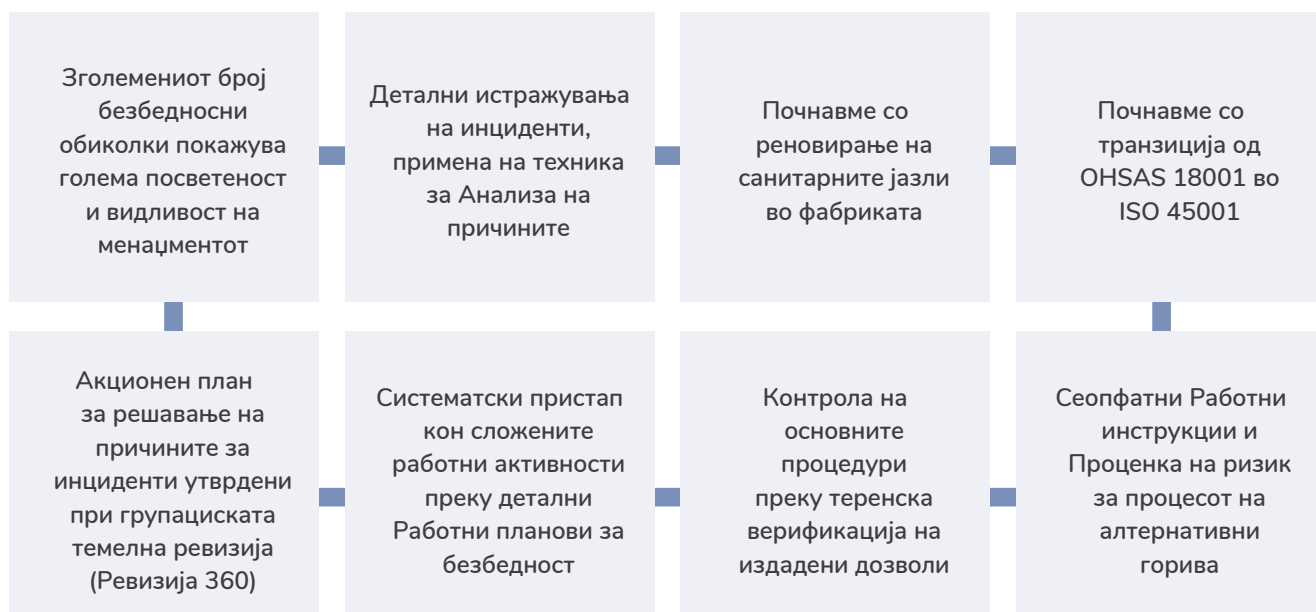 Зголемениот број
безбедносни
обиколки покажува
голема посветеност
и видливост на
менаџментот
Детални истражувања
на инциденти,
примена на техника
за Анализа на
причините
Почнавме со
реновирање на
санитарните јазли
во фабриката
Почнавме со
транзиција од
OHSAS 18001 во
ISO 45001
Акционен план
за решавање на
причините за
инциденти утврдени
при групациската
темелна ревизија
(Ревизија 360)
Систематски пристап
кон сложените
работни активности
преку детални
Работни планови за
безбедност
Контрола на
основните
процедури
преку теренска
верификација на
издадени дозволи
Сеопфатни Работни
инструкции и
Проценка на ризик
за процесот на
алтернативни
горива